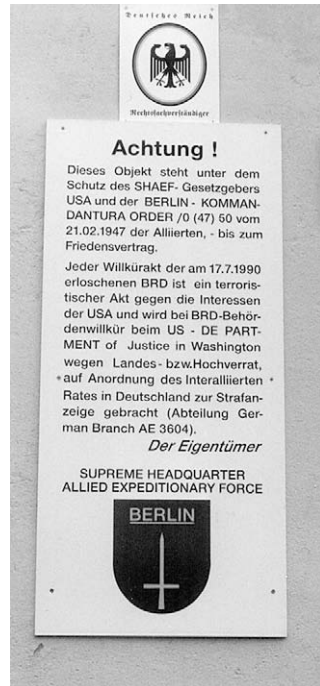 Deutsches Reich
Rechtssachverständiger
Achtung !
Dieses Objekt steht unter dem
Schutz des SHAEF- Gesetzgebers
USA und der BERLIN - KOMMAN-
DANTURA ORDER /0 (47) 50 vom
21.02.1947 der Alliierten, - bis zum
Friedensvertrag.
Jeder Willkürakt der am 17.7.1990
erloschenen BRD ist ein terroris-
tischer Akt gegen die Interessen
der USA und wird bei BRD-Behör-
denwillkür beim US - DE PART-
MENT of Justice in Washington
wegen Landes- bzw.Hochverrat,
auf Anordnung des Interalliierten
Rates in Deutschland zur Strafan-
zeige gebracht (Abteilung Ger-
man Branch AE 3604).
Der Eigentümer
SUPREME HEADQUARTER
ALLIED EXPEDITIONARY FORCE
BERLIN